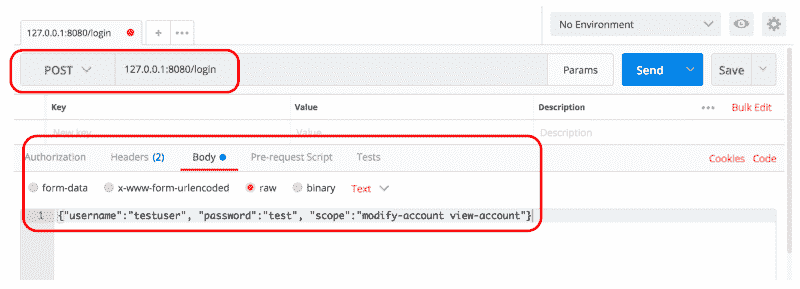 127.0.0.1:8080/login + ••• No Environment
POST 127.0.0.1:8080/login Params Send Save
Key Value Description ••• Bulk Edit
New key Value Description
Authorization Headers (2) Body Pre-request Script Tests Cookies Code
form-data x-www-form-urlencoded raw binary Text
1 {"username":"testuser", "password":"test", "scope":"modify-account view-account"}